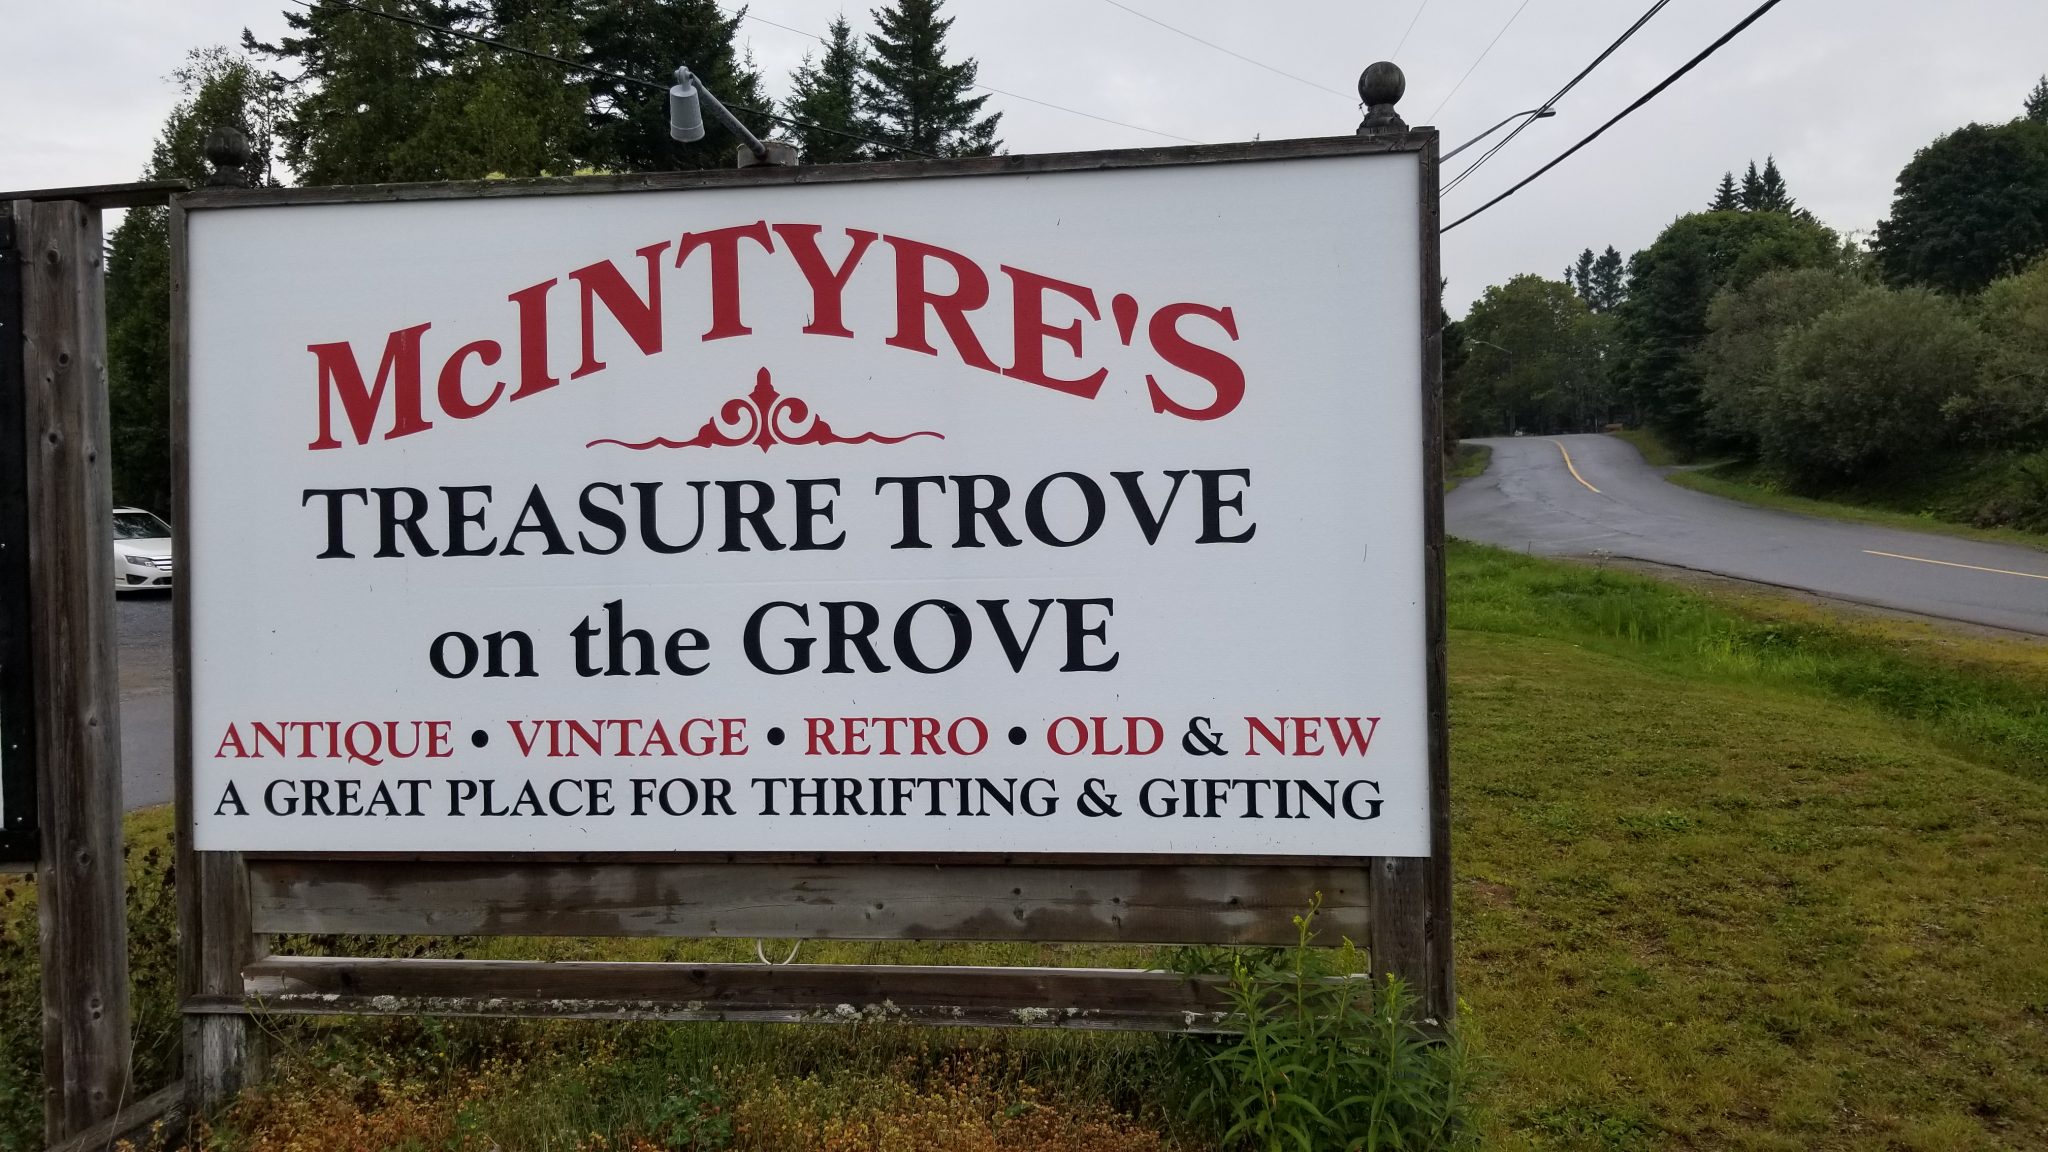 McINTYRE'S
TREASURE TROVE
on the GROVE
ANTIQUE • VINTAGE • RETRO • OLD & NEW
A GREAT PLACE FOR THRIFTING & GIFTING